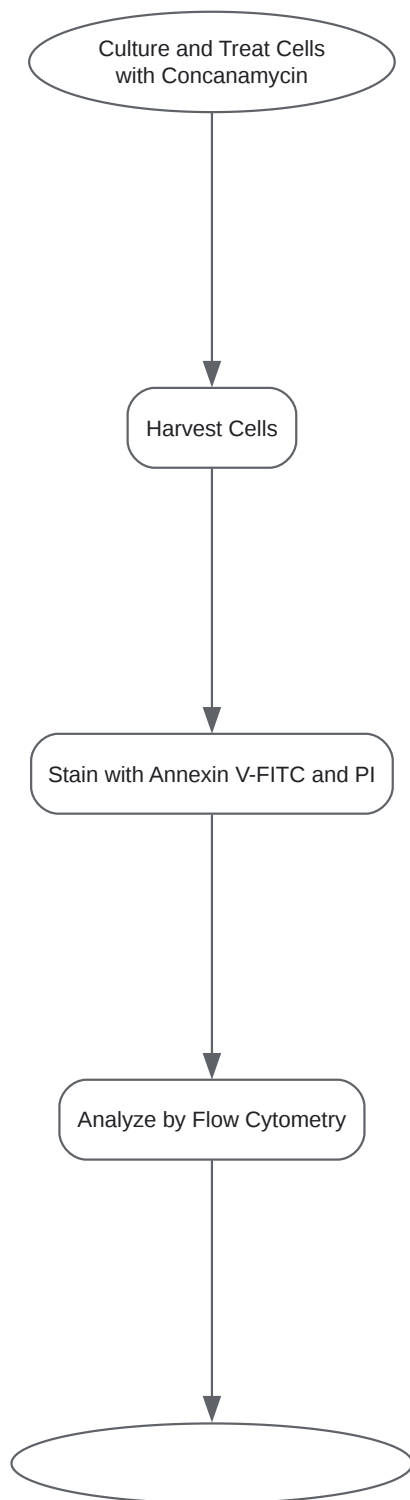 Culture and Treat Cells
with Concanamycin
Harvest Cells
Stain with Annexin V-FITC and PI
Analyze by Flow Cytometry